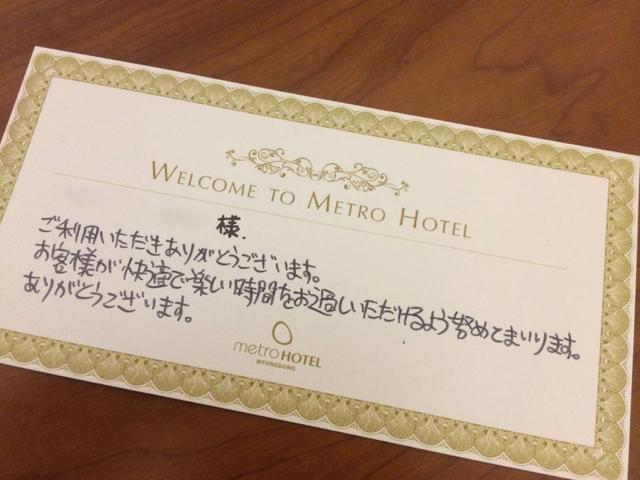 WELCOME TO METRO HOTEL
様.
ご利用いただきありがとうございます。
お客様が快適で楽しい時間をお過しいただけるよう努めてまいります。
ありがとうございます。
metro HOTEL
MYUNGDONG